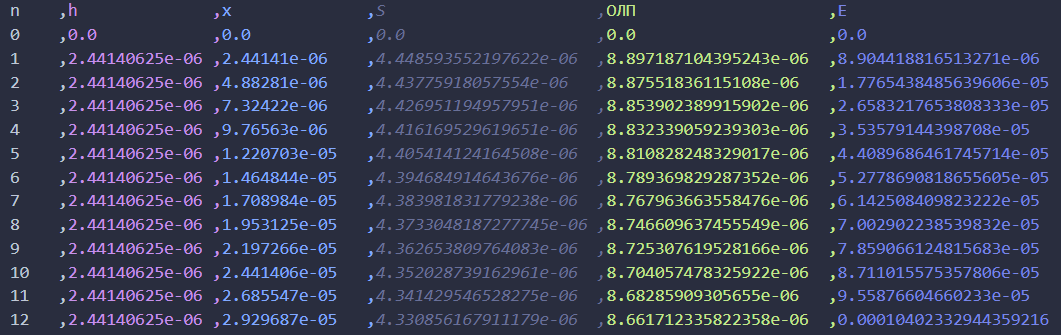 n ,h ,x ,S ,ОЛП ,E
0 ,0.0 ,0.0 ,0.0 ,0.0 ,0.0
1 ,2.44140625e-06 ,2.44141e-06 ,4.448593552197622e-06 ,8.897187104395243e-06 ,8.904418816513271e-06
2 ,2.44140625e-06 ,4.88281e-06 ,4.43775918057554e-06 ,8.87551836115108e-06 ,1.7765438485639606e-05
3 ,2.44140625e-06 ,7.32422e-06 ,4.426951194957951e-06 ,8.853902389915902e-06 ,2.6583217653808333e-05
4 ,2.44140625e-06 ,9.76563e-06 ,4.416169529619651e-06 ,8.832339059239303e-06 ,3.53579144398708e-05
5 ,2.44140625e-06 ,1.220703e-05 ,4.405414124164508e-06 ,8.810828248329017e-06 ,4.4089686461745714e-05
6 ,2.44140625e-06 ,1.464844e-05 ,4.394684914643676e-06 ,8.789369829287352e-06 ,5.2778690818655605e-05
7 ,2.44140625e-06 ,1.708984e-05 ,4.383981831779238e-06 ,8.767963663558476e-06 ,6.142508409823222e-05
8 ,2.44140625e-06 ,1.953125e-05 ,4.3733048187277745e-06 ,8.746609637455549e-06 ,7.002902238539832e-05
9 ,2.44140625e-06 ,2.197266e-05 ,4.362653809764083e-06 ,8.725307619528166e-06 ,7.859066124815683e-05
10 ,2.44140625e-06 ,2.441406e-05 ,4.352028739162961e-06 ,8.704057478325922e-06 ,8.711015575357806e-05
11 ,2.44140625e-06 ,2.685547e-05 ,4.341429546528275e-06 ,8.68285909305655e-06 ,9.55876604660233e-05
12 ,2.44140625e-06 ,2.929687e-05 ,4.330856167911179e-06 ,8.661712335822358e-06 ,0.00010402332944359216